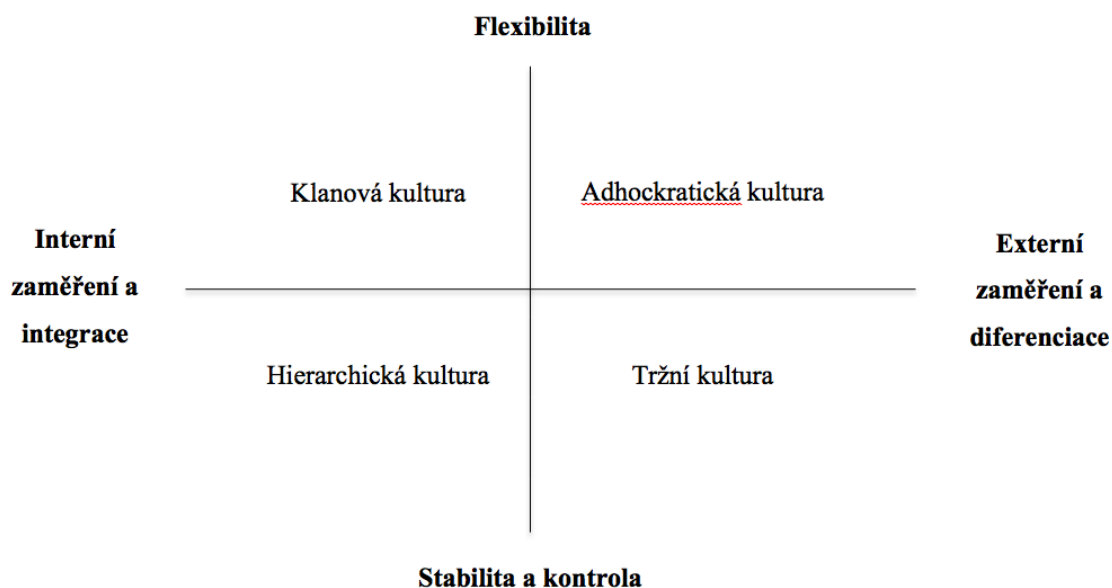 Flexibilita
Klanová kultura
Adhockratická kultura
Interní
zaměření a
integrace
Externí
zaměření a
diferenciace
Hierarchická kultura
Tržní kultura
Stabilita a kontrola